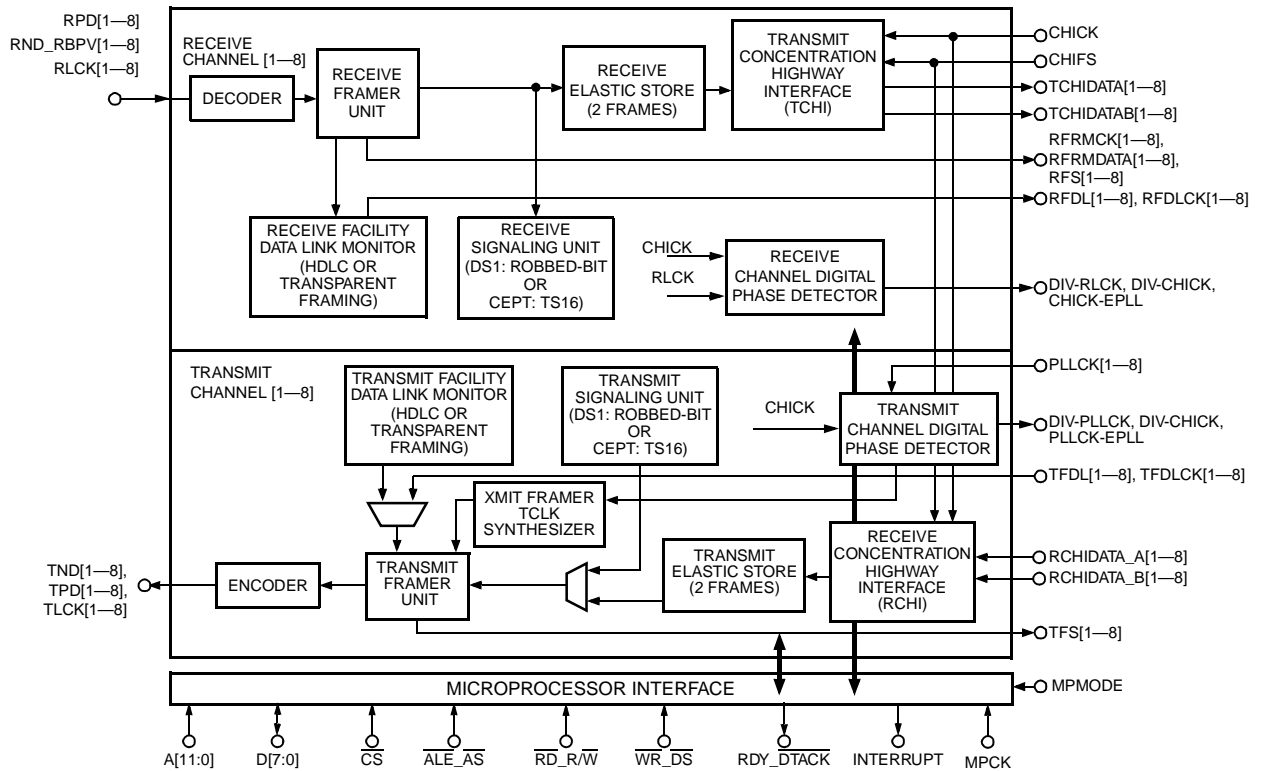 RPD[1—8]
RND_RBPV[1—8]
RLCK[1—8]
RECEIVE
CHANNEL [1—8]
DECODER
RECEIVE
FRAMER
UNIT
RECEIVE
ELASTIC STORE
(2 FRAMES)
TRANSMIT
CONCENTRATION
HIGHWAY
INTERFACE
(TCHI)
CHICK
CHIFS
TCHIDATA[1—8]
TCHIDATAB[1—8]
RFRMCK[1—8],
RFRMDATA[1—8],
RFS[1—8]
RFDL[1—8], RFDLCK[1—8]
RECEIVE FACILITY
DATA LINK MONITOR
(HDLC OR
TRANSPARENT
FRAMING)
RECEIVE
SIGNALING UNIT
(DS1: ROBBED-BIT
OR
CEPT: TS16)
CHICK
RLCK
RECEIVE
CHANNEL DIGITAL
PHASE DETECTOR
DIV-RLCK, DIV-CHICK,
CHICK-EPLL
TRANSMIT
CHANNEL [1—8]
TRANSMIT FACILITY
DATA LINK MONITOR
(HDLC OR
TRANSPARENT
FRAMING)
TRANSMIT
SIGNALING UNIT
(DS1: ROBBED-BIT
OR
CEPT: TS16)
CHICK
TRANSMIT
CHANNEL DIGITAL
PHASE DETECTOR
PLLCK[1—8]
DIV-PLLCK, DIV-CHICK,
PLLCK-EPLL
TFDL[1—8], TFDLCK[1—8]
XMIT FRAMER
TCLK
SYNTHESIZER
TND[1—8],
TPD[1—8],
TLCK[1—8]
ENCODER
TRANSMIT
FRAMER
UNIT
TRANSMIT
ELASTIC STORE
(2 FRAMES)
RECEIVE
CONCENTRATION
HIGHWAY
INTERFACE
(RCHI)
RCHIDATA_A[1—8]
RCHIDATA_B[1—8]
TFS[1—8]
MICROPROCESSOR INTERFACE
MPMODE
A[11:0]
D[7:0]
CS
ALE_AS
RD_R/W
WR_DS
RDY_DTACK
INTERRUPT
MPCK